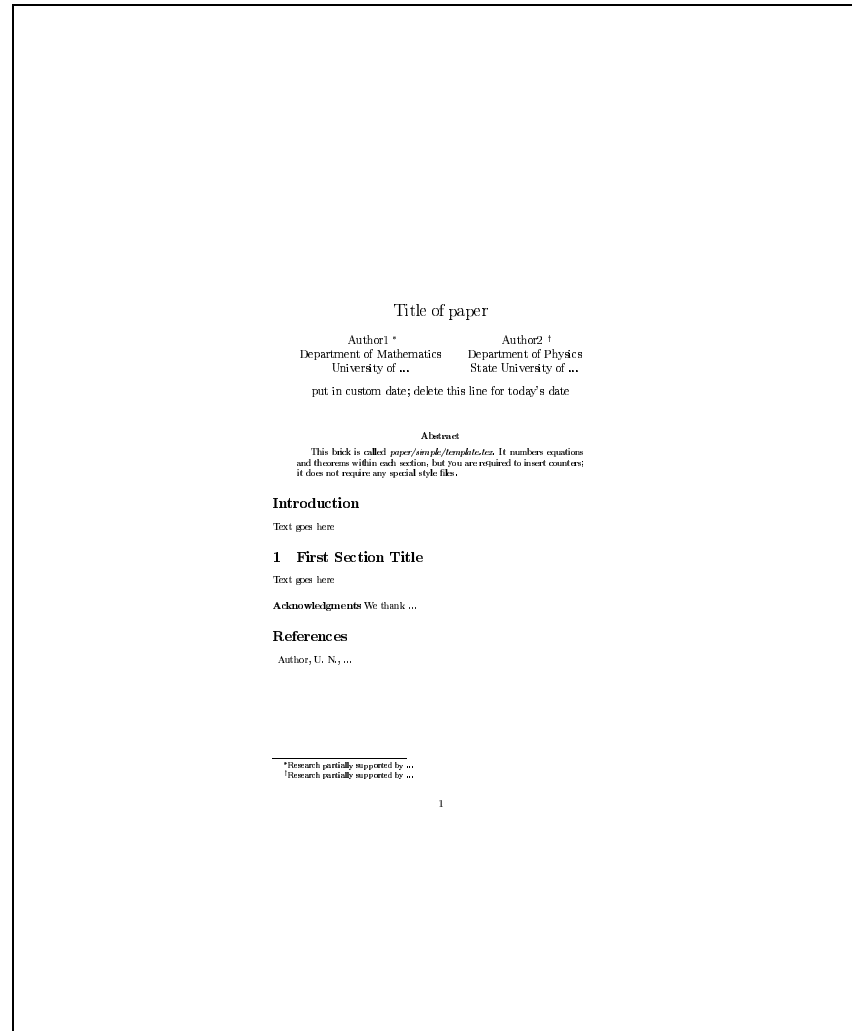 Title of paper
Author1 * Author2 †
Department of Mathematics Department of Physics
University of ... State University of ...
put in custom date; delete this line for today's date
Abstract
This brick is called paper/simple/template.tex. It numbers equations
and theorems within each section, but you are required to insert counters;
it does not require any special style files.
Introduction
Text goes here
1 First Section Title
Text goes here
Acknowledgments We thank ...
References
Author, U. N., ...
*Research partially supported by ...
†Research partially supported by ...
1